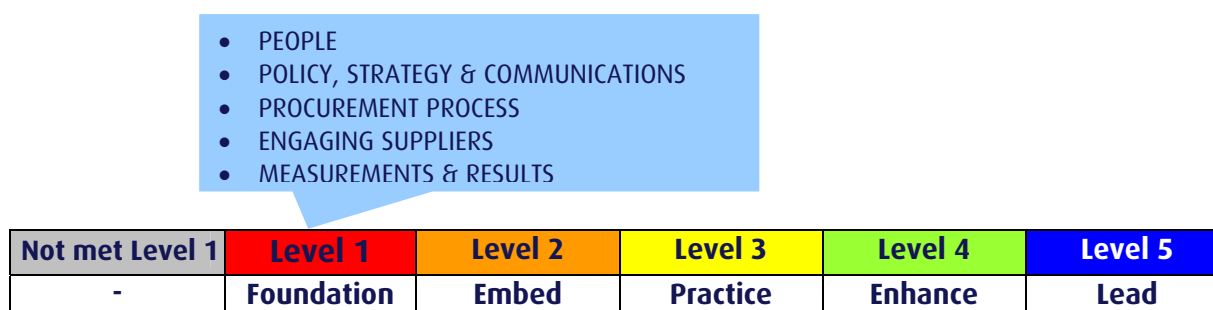 • PEOPLE
• POLICY, STRATEGY & COMMUNICATIONS
• PROCUREMENT PROCESS
• ENGAGING SUPPLIERS
• MEASUREMENTS & RESULTS
Not met Level 1 Level 1 Level 2 Level 3 Level 4 Level 5
- Foundation Embed Practice Enhance Lead